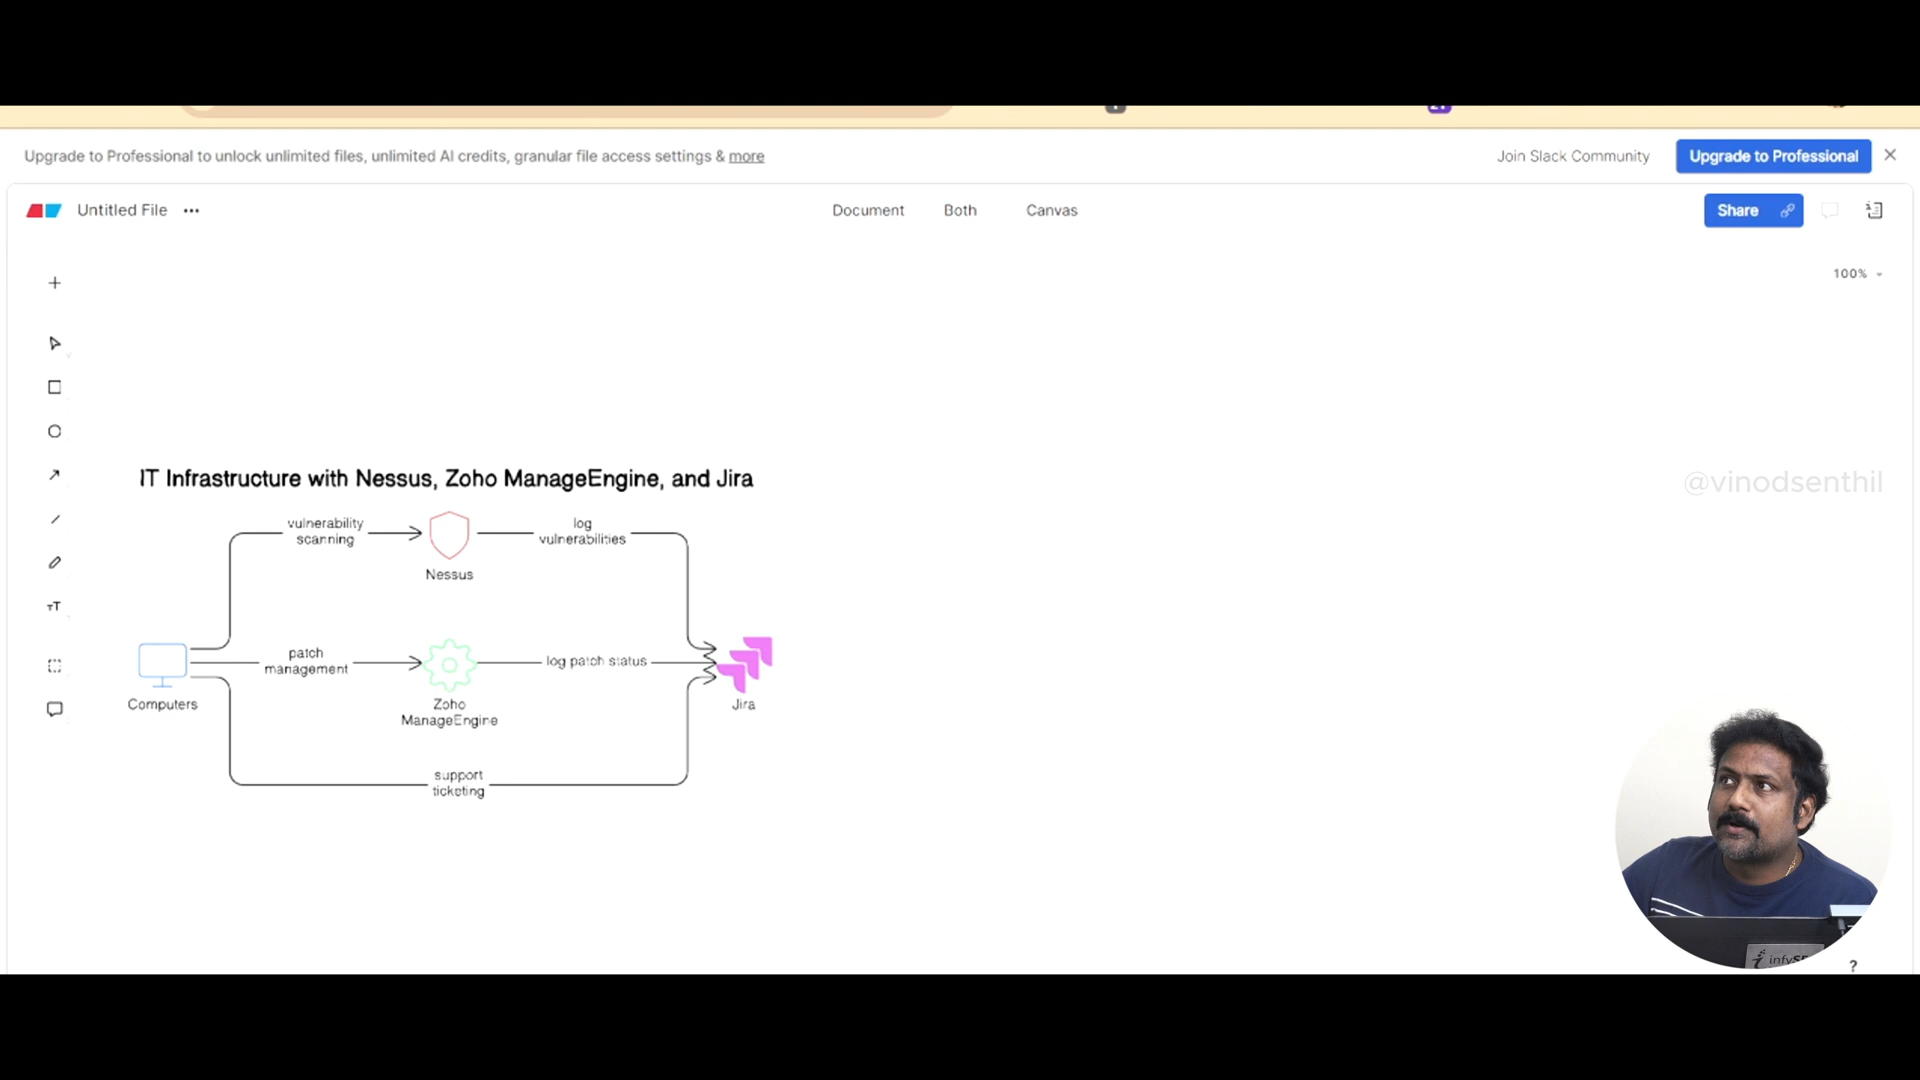 Upgrade to Professional to unlock unlimited files, unlimited AI credits, granular file access settings & more
Join Slack Community
Upgrade to Professional
Untitled File
Document
Both
Canvas
Share
100%
@vinodsenthil
IT Infrastructure with Nessus, Zoho ManageEngine, and Jira
vulnerability
scanning
log
vulnerabilities
Nessus
patch
management
log patch status
Computers
Zoho
ManageEngine
Jira
support
ticketing
?